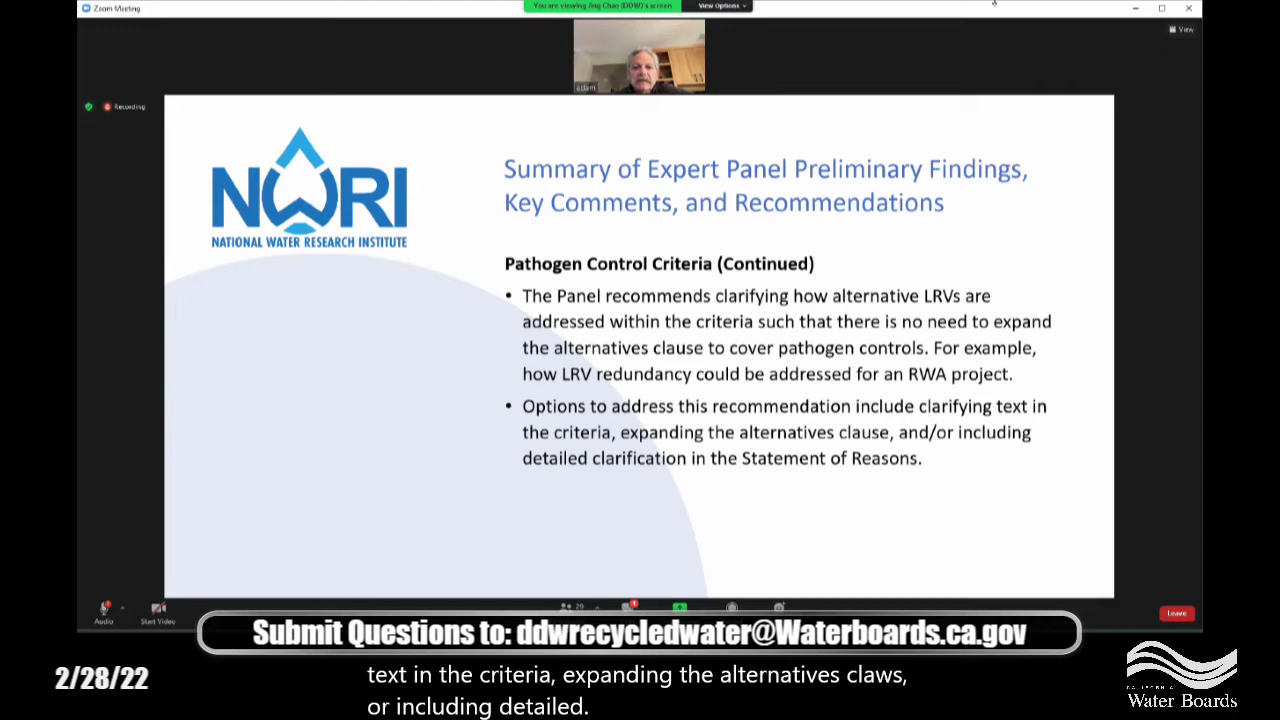 Zoom Meeting
You are viewing Jing Chao (DDW)'s screen
View Options
View
adam
Recording
NWRI
NATIONAL WATER RESEARCH INSTITUTE
Summary of Expert Panel Preliminary Findings,
Key Comments, and Recommendations
Pathogen Control Criteria (Continued)
• The Panel recommends clarifying how alternative LRVs are
addressed within the criteria such that there is no need to expand
the alternatives clause to cover pathogen controls. For example,
how LRV redundancy could be addressed for an RWA project.
• Options to address this recommendation include clarifying text in
the criteria, expanding the alternatives clause, and/or including
detailed clarification in the Statement of Reasons.
Audio
Start Video
29
Leave
Submit Questions to: ddwrecycledwater@Waterboards.ca.gov
2/28/22
text in the criteria, expanding the alternatives claws,
or including detailed.
CALIFORNIA
Water Boards